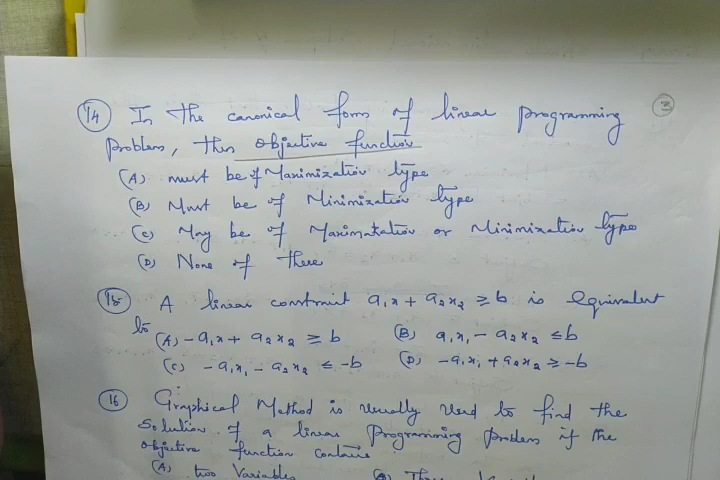 3
14 In the canonical form of linear programming
Problem, then objective function
(A) must be of Maximization type
(B) Must be of Minimization type
(C) May be of Maximatation or Minimization type
(D) None of these
15 A linear constraint a₁x + a₂x₂ ≥ b is equivalent
to (A) -a₁x + a₂x₂ ≥ b (B) a₁x₁ - a₂x₂ ≤ b
(C) -a₁x₁ - a₂x₂ ≤ -b (D) -a₁x₁ + a₂x₂ ≥ -b
16 Graphical Method is usually used to find the
Solution of a linear Programming problem if the
objective function contains
(A) two Variables